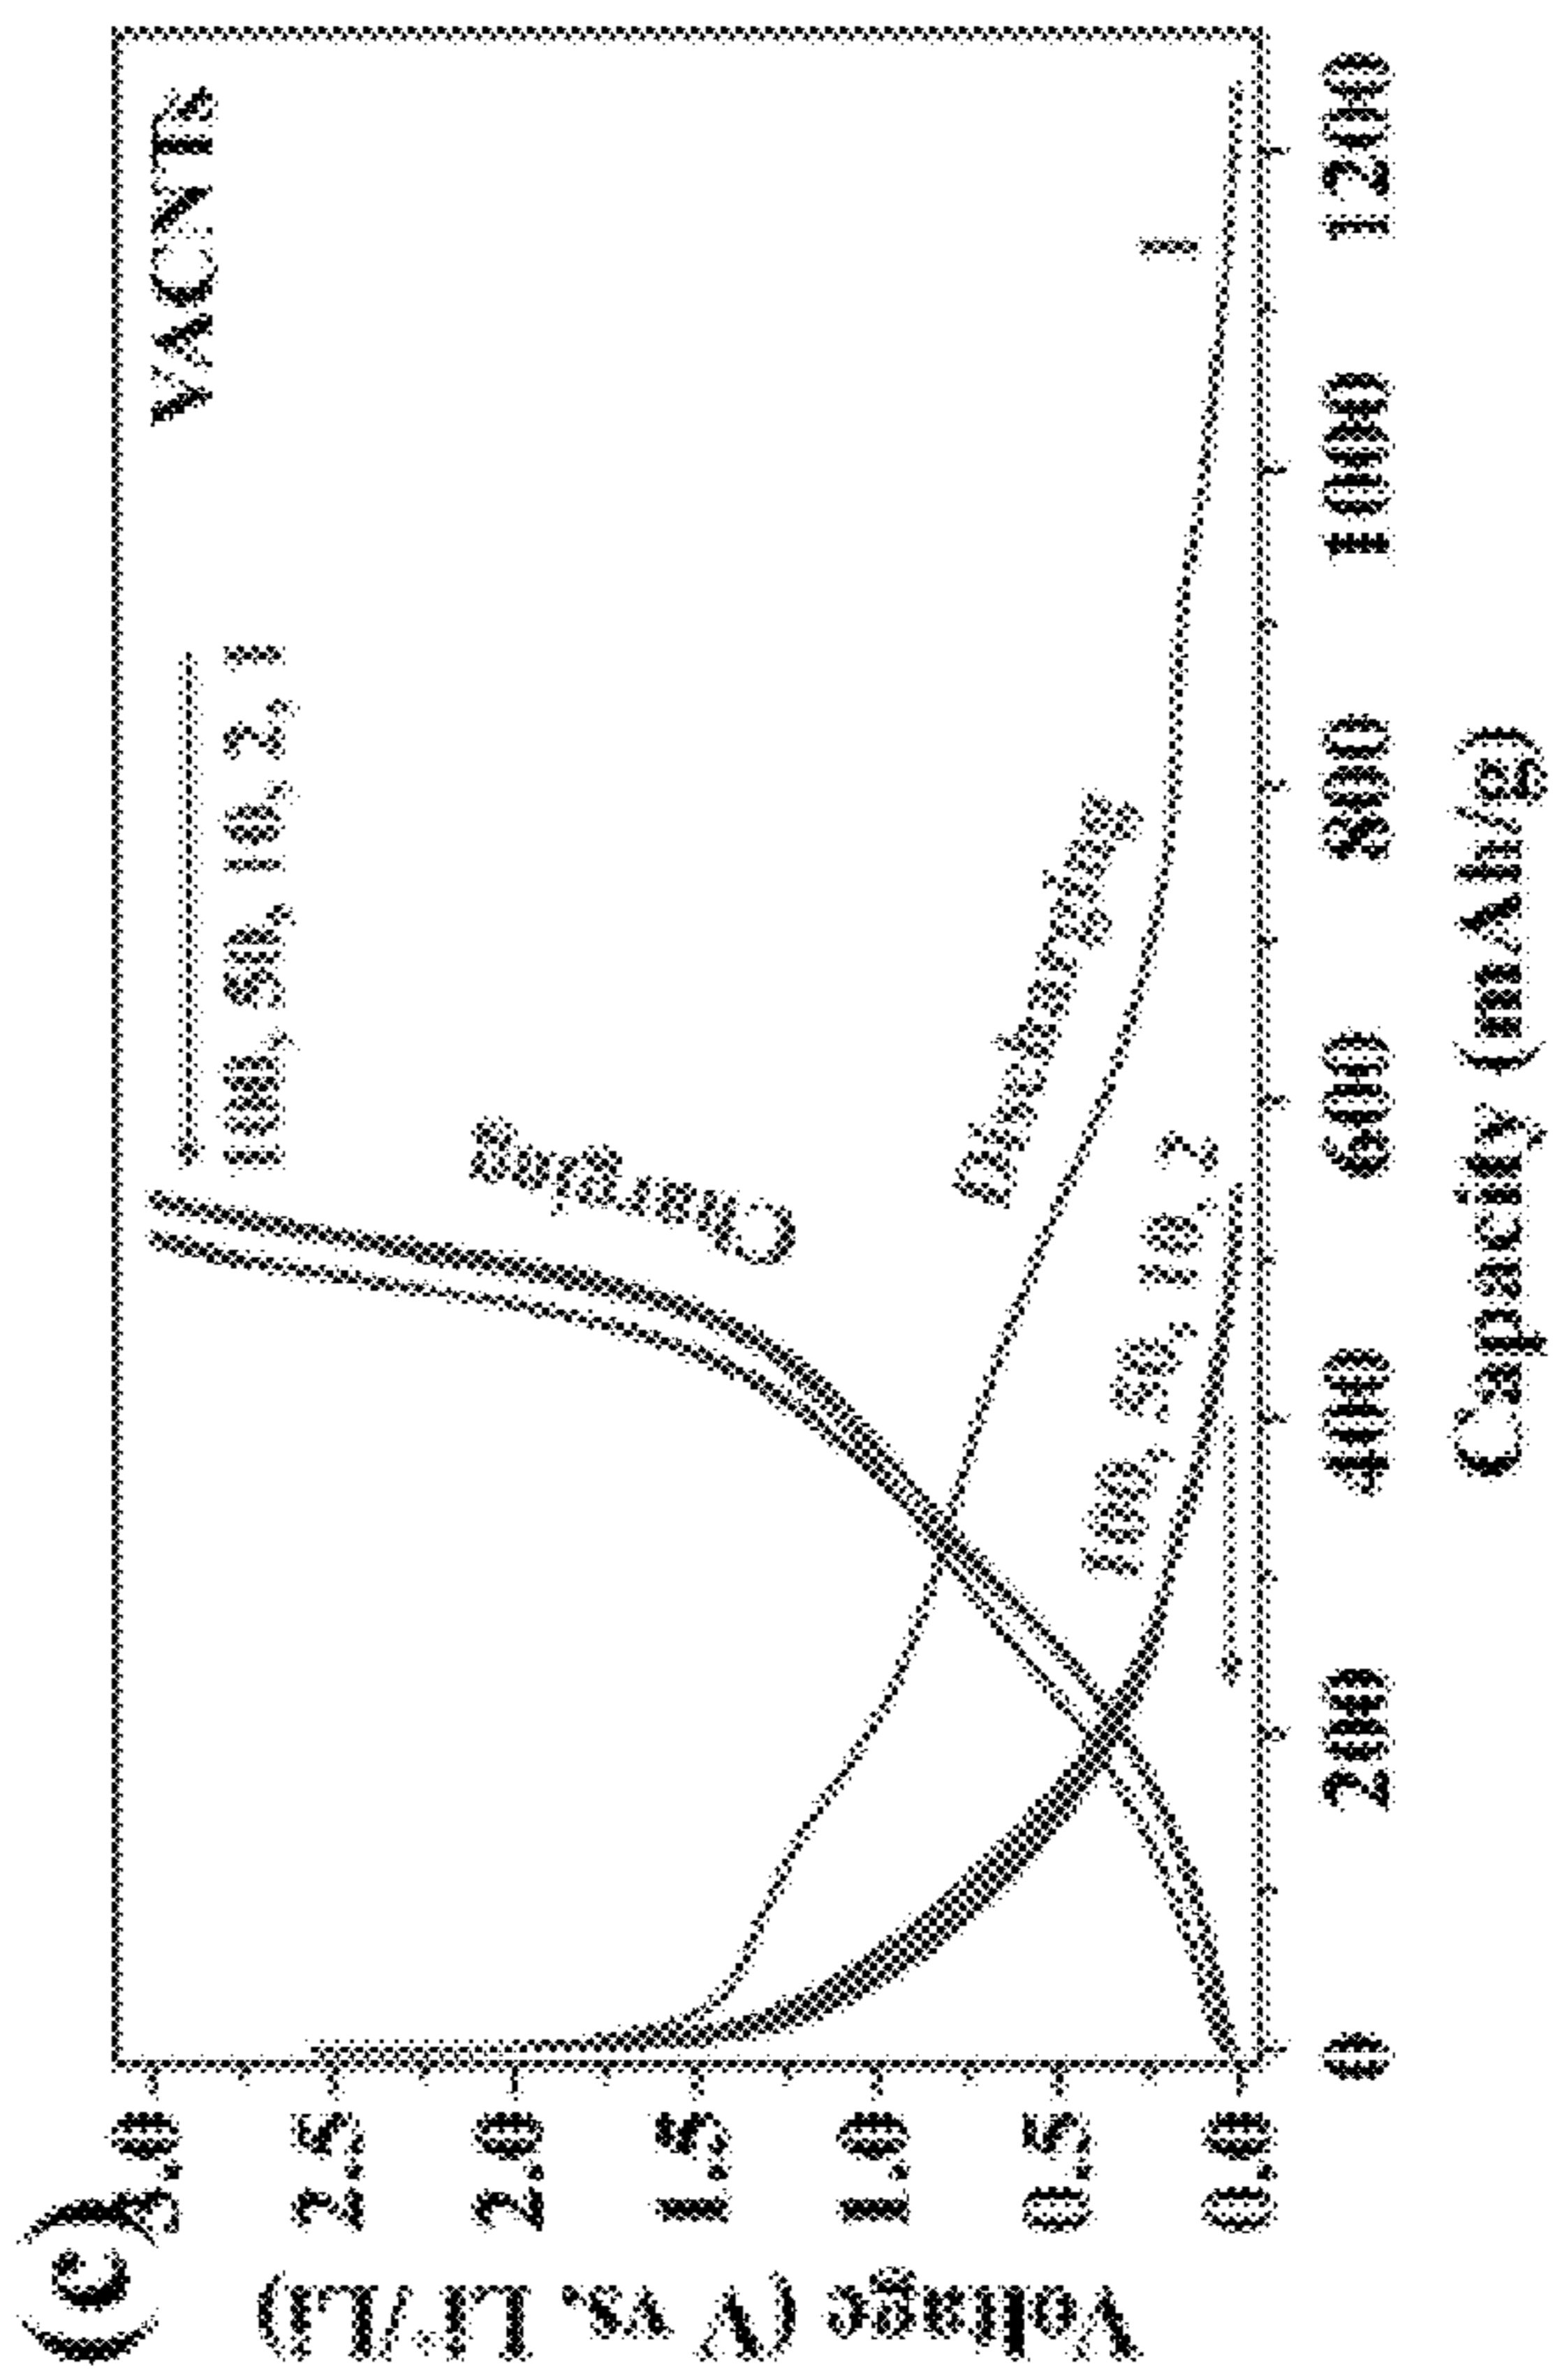 (c)
VACNTs
100, 50, 10, 2, 1
Charging
Discharging
1
100, 50, 10, 2
3.0
2.5
2.0
1.5
1.0
0.5
0.0
Voltage (V vs. Li⁺/Li)
0 200 400 600 800 1000 1200
Capacity (mAh/g)